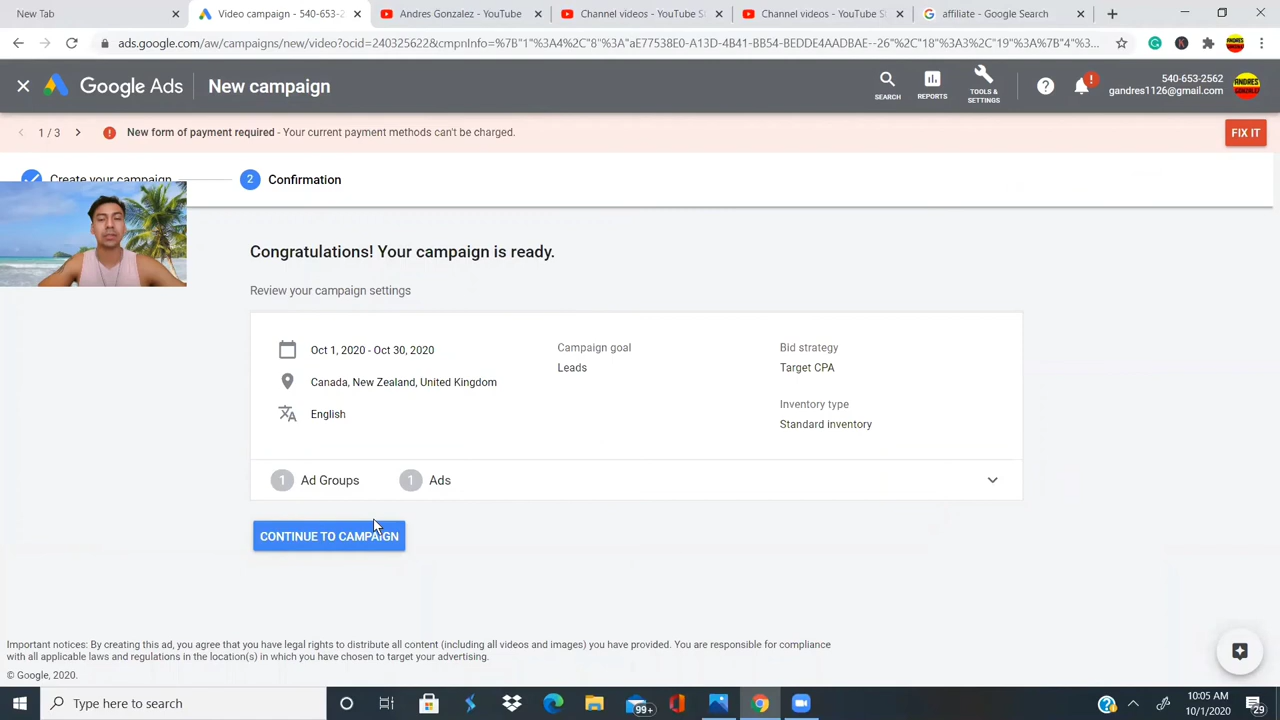 New Tab
Video campaign - 540-653-2
Andres Gonzalez - YouTube
Channel videos - YouTube S
Channel videos - YouTube S
affiliate - Google Search
ads.google.com/aw/campaigns/new/video?ocid=240325622&cmpnInfo=%7B"1"%3A4%2C"8"%3A"aE77538E0-A13D-4B41-BB54-BEDDE4AADBAE--26"%2C"18"%3A3%2C"19"%3A%7B"4"%3...
Google Ads
New campaign
SEARCH
REPORTS
TOOLS &
SETTINGS
540-653-2562
gandres1126@gmail.com
ANDRES
GONZALEZ
1 / 3
New form of payment required - Your current payment methods can't be charged.
FIX IT
Create your campaign
2 Confirmation
Congratulations! Your campaign is ready.
Review your campaign settings
Oct 1, 2020 - Oct 30, 2020
Canada, New Zealand, United Kingdom
English
Campaign goal
Leads
Bid strategy
Target CPA
Inventory type
Standard inventory
1 Ad Groups
1 Ads
CONTINUE TO CAMPAIGN
Important notices: By creating this ad, you agree that you have legal rights to distribute all content (including all videos and images) you have provided. You are responsible for compliance
with all applicable laws and regulations in the location(s) in which you have chosen to target your advertising.
© Google, 2020.
Type here to search
99+
10:05 AM
10/1/2020
29